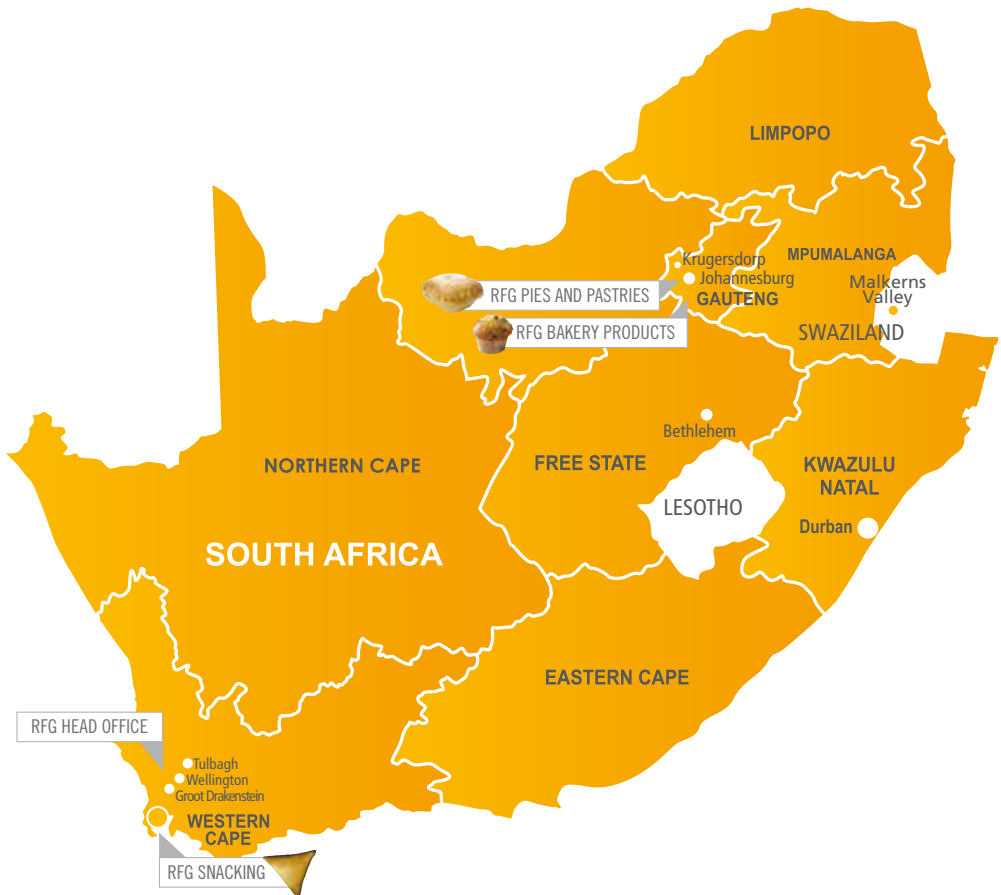 LIMPOPO
MPUMALANGA
Krugersdorp
Johannesburg
GAUTENG
Malkerns
Valley
SWAZILAND
RFG PIES AND PASTRIES
RFG BAKERY PRODUCTS
Bethlehem
NORTHERN CAPE
FREE STATE
KWAZULU
NATAL
LESOTHO
Durban
SOUTH AFRICA
EASTERN CAPE
RFG HEAD OFFICE
Tulbagh
Wellington
Groot Drakenstein
WESTERN
CAPE
RFG SNACKING